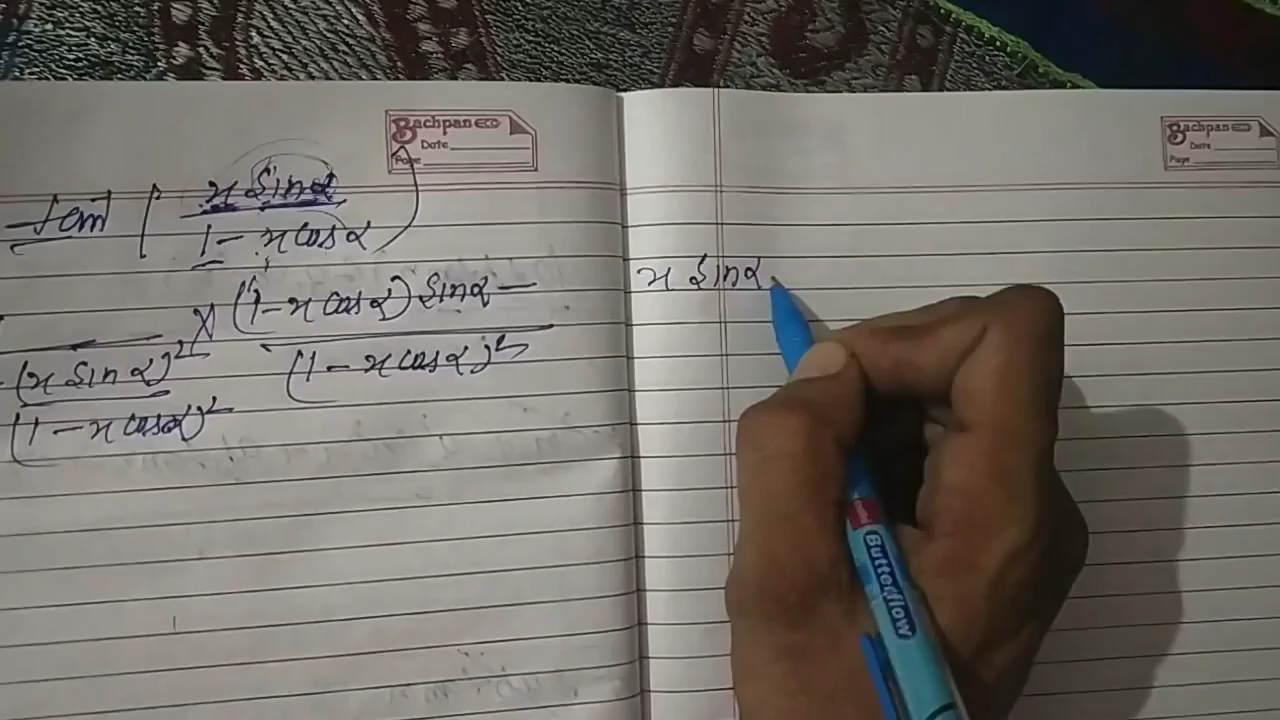 Bachpan
Date
Page
Bachpan
Date
Page
x Sinα
1 - x cosα
(1 - x cosα) Sinα -
x
(1 - x cosα)²
(x Sinα)²
(1 - x cosα)²
x Sinα
Butterflow